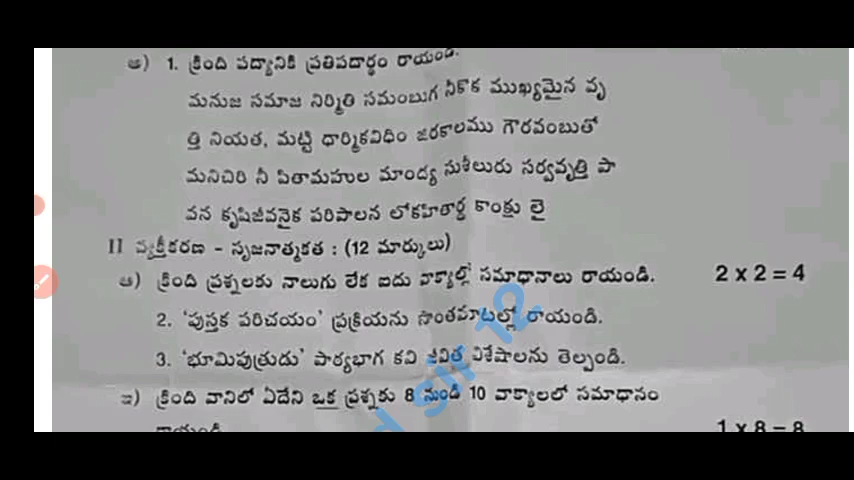 ఆ) 1. క్రింది పద్యానికి ప్రతిపదార్థం రాయండి.
మనుజ సమాజ నిర్మితి సమంబుగ నీకొక ముఖ్యమైన వృ
త్తి నియత, మట్టి ధార్మికవిధిం జరకాలము గౌరవంబుతో
మనిచిరి నీ పితామహుల మాంద్య సుశీలురు సర్వవృత్తి పా
వన కృషిజీవనైక పరిపాలన లోకహితార్థ కాంక్షు లై
II వ్యక్తీకరణ - సృజనాత్మకత : (12 మార్కులు)
ఆ) క్రింది ప్రశ్నలకు నాలుగు లేక ఐదు వాక్యాల్లో సమాధానాలు రాయండి. 2 x 2 = 4
2. 'పుస్తక పరిచయం' ప్రక్రియను సొంతమాటల్లో రాయండి.
3. 'భూమిపుత్రుడు' పాఠ్యభాగ కవి జీవిత విశేషాలను తెల్పండి.
ఇ) క్రింది వానిలో ఏదేని ఒక ప్రశ్నకు 8 నుండి 10 వాక్యాలలో సమాధానం
రాయండి 1 x 8 = 8
d sir 12